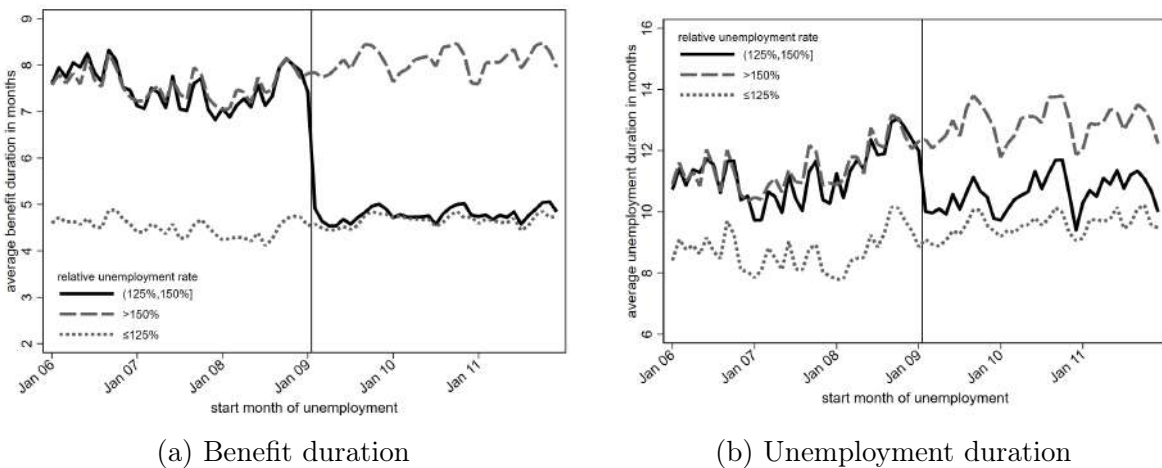 average benefit duration in months
9
8
7
6
5
4
3
2
relative unemployment rate
(125%,150%]
>150%
≤125%
Jan 06
Jan 07
Jan 08
Jan 09
Jan 10
Jan 11
start month of unemployment
(a) Benefit duration
average unemployment duration in months
16
14
12
10
8
6
relative unemployment rate
(125%,150%]
>150%
≤125%
Jan 06
Jan 07
Jan 08
Jan 09
Jan 10
Jan 11
start month of unemployment
(b) Unemployment duration